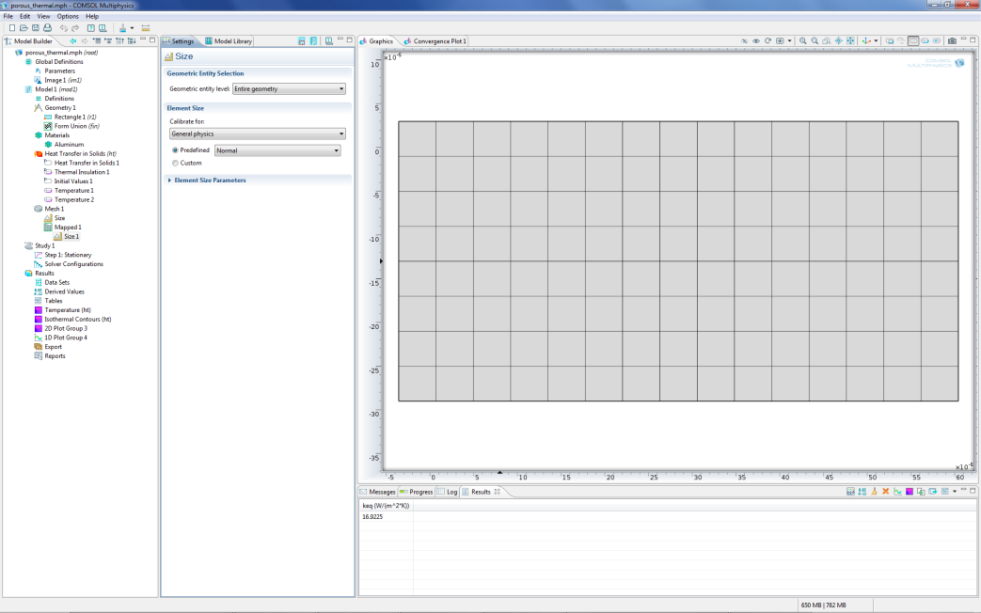 porous_thermal.mph - COMSOL Multiphysics
File Edit View Options Help
Model Builder
porous_thermal.mph (root)
Global Definitions
Parameters
Image 1 (im1)
Model 1 (mod1)
Definitions
Geometry 1
Rectangle 1 (r1)
Form Union (fin)
Materials
Aluminum
Heat Transfer in Solids (ht)
Heat Transfer in Solids 1
Thermal Insulation 1
Initial Values 1
Temperature 1
Temperature 2
Mesh 1
Size
Mapped 1
Size 1
Study 1
Step 1: Stationary
Solver Configurations
Results
Data Sets
Derived Values
Tables
Temperature (ht)
Isothermal Contours (ht)
2D Plot Group 3
1D Plot Group 4
Export
Reports
Settings Model Library
Size
Geometric Entity Selection
Geometric entity level: Entire geometry
Element Size
Calibrate for:
General physics
Predefined Normal
Custom
Element Size Parameters
Graphics Convergence Plot 1
×10⁻⁶
COMSOL
MULTIPHYSICS
10
5
0
-5
-10
-15
-20
-25
-30
-35
×10⁻⁶
-5 0 5 10 15 20 25 30 35 40 45 50 55 60
Messages Progress Log Results
keq (W/(m^2*K))
16.9225
650 MB | 782 MB